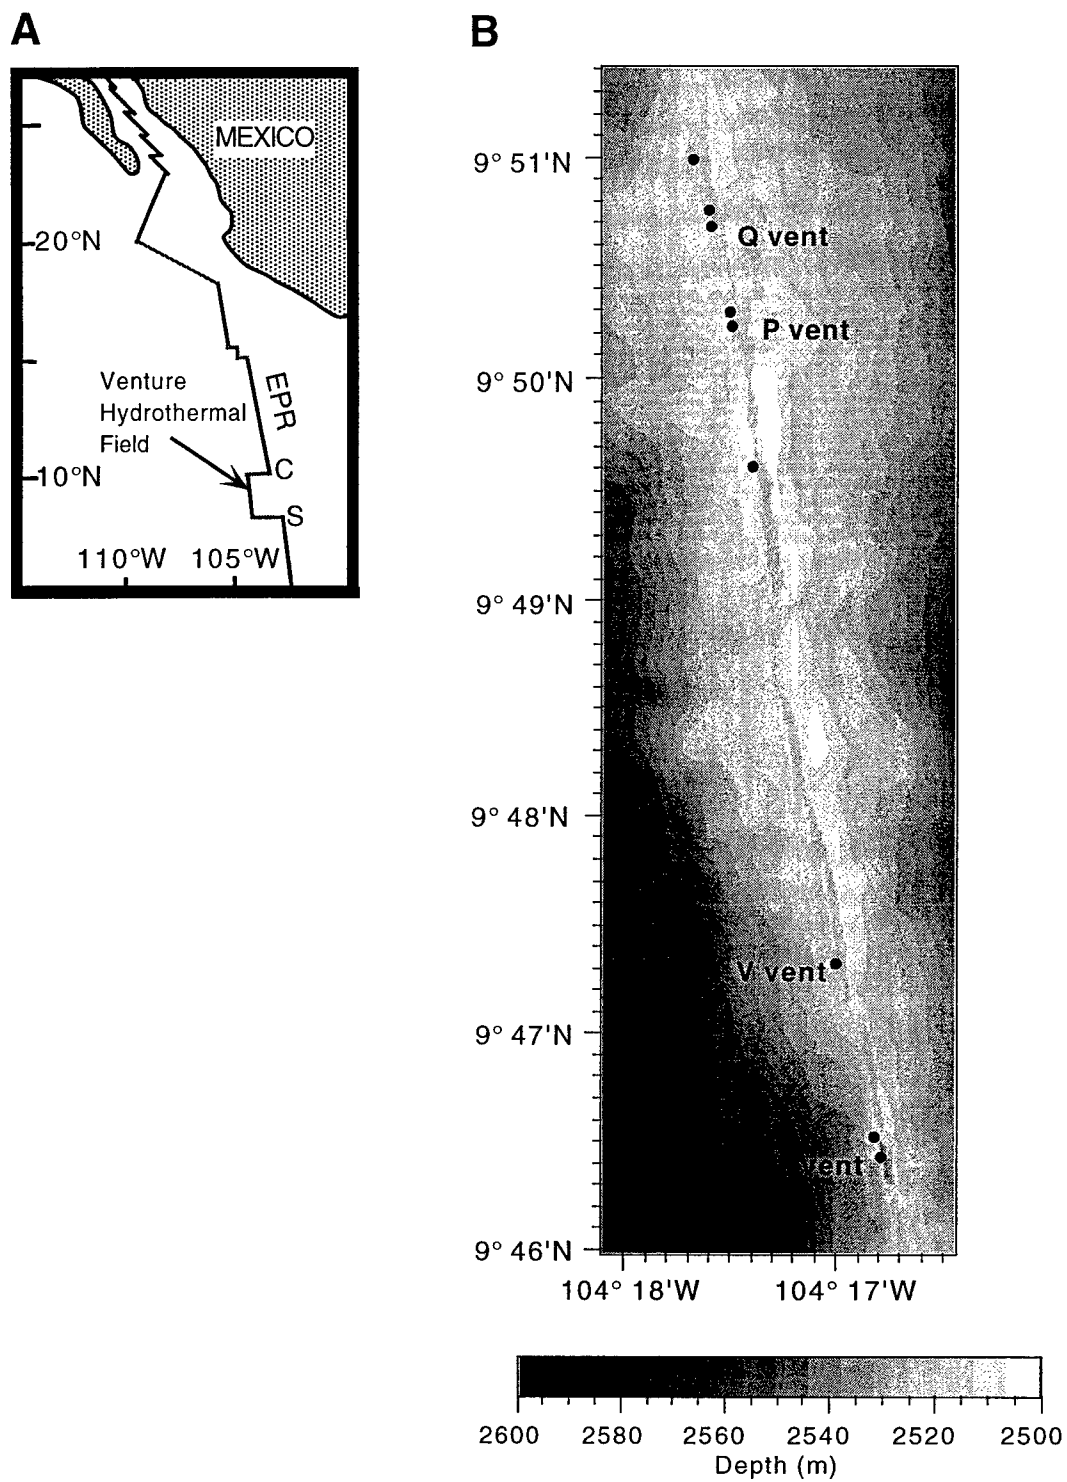 A
B
MEXICO
20°N
Venture
Hydrothermal
Field
EPR
10°N
C
S
110°W 105°W
9° 51'N
Q vent
P vent
9° 50'N
9° 49'N
9° 48'N
V vent
9° 47'N
vent
9° 46'N
104° 18'W 104° 17'W
2600 2580 2560 2540 2520 2500
Depth (m)